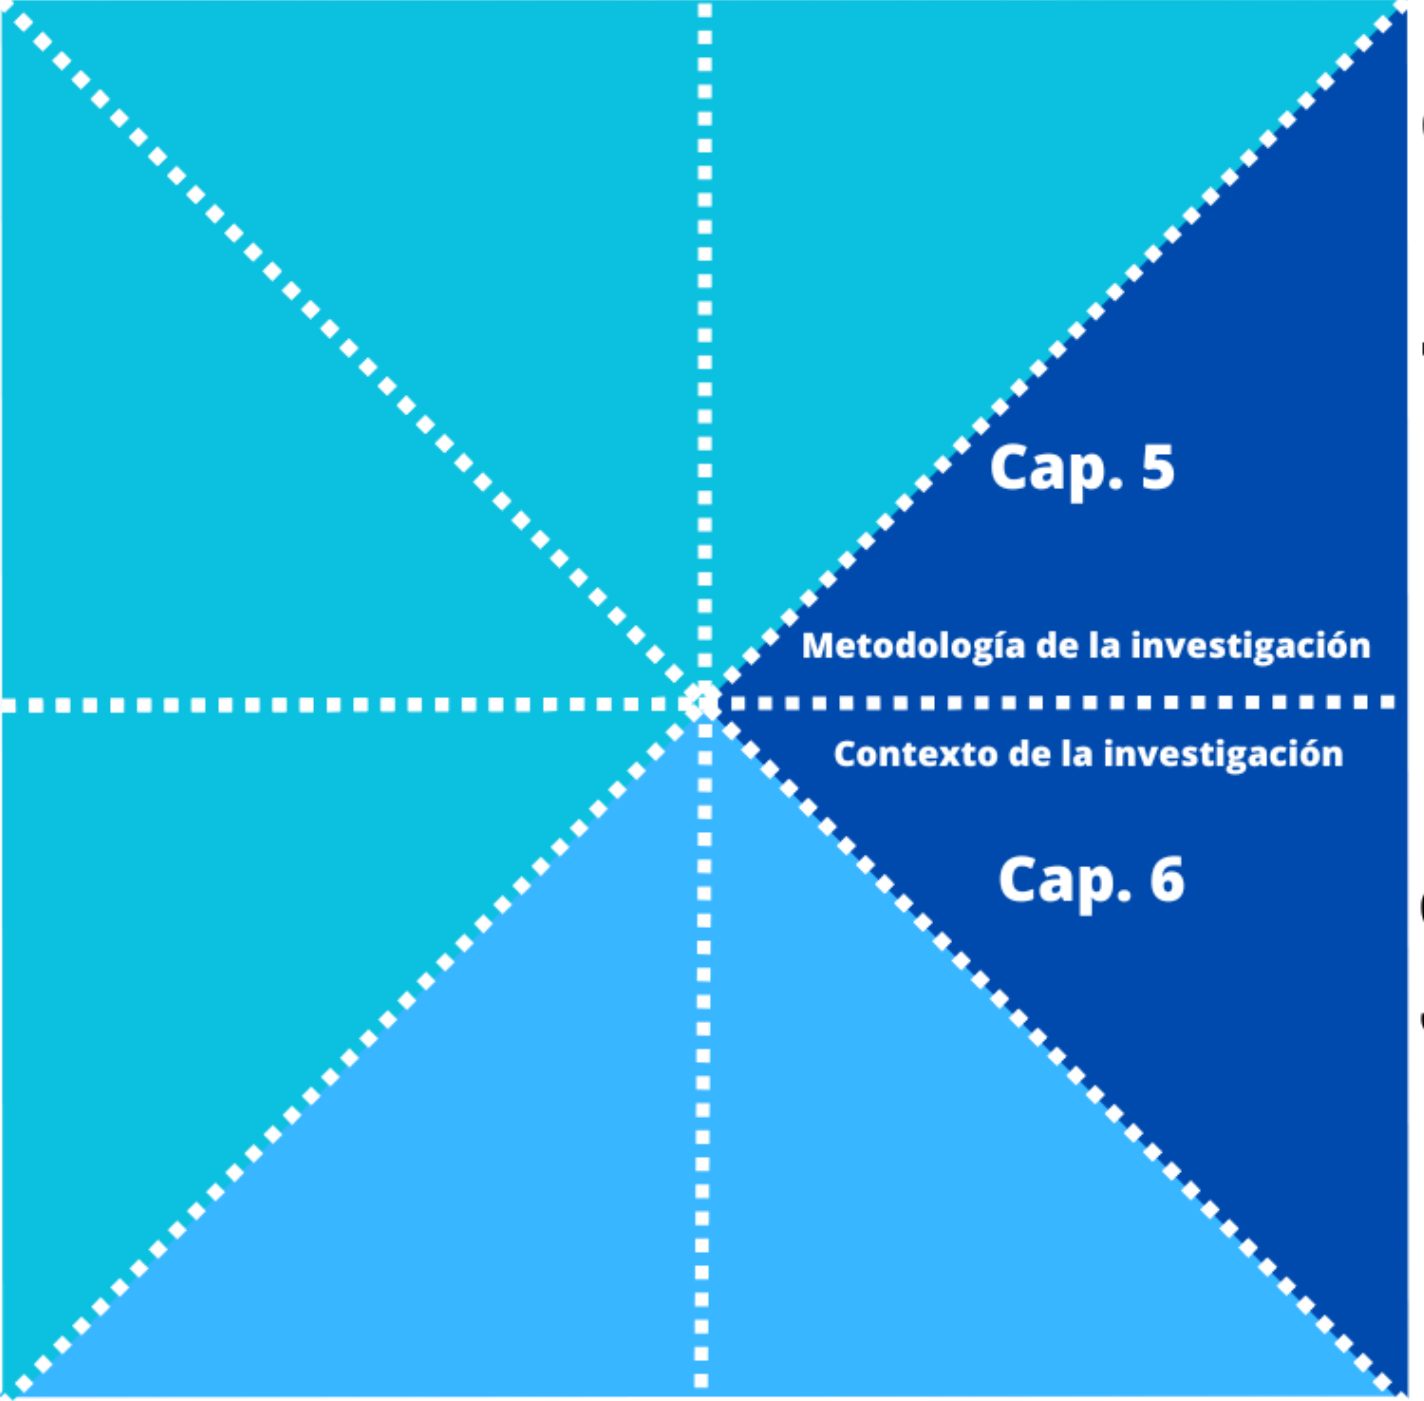 Cap. 5
Metodología de la investigación
Contexto de la investigación
Cap. 6